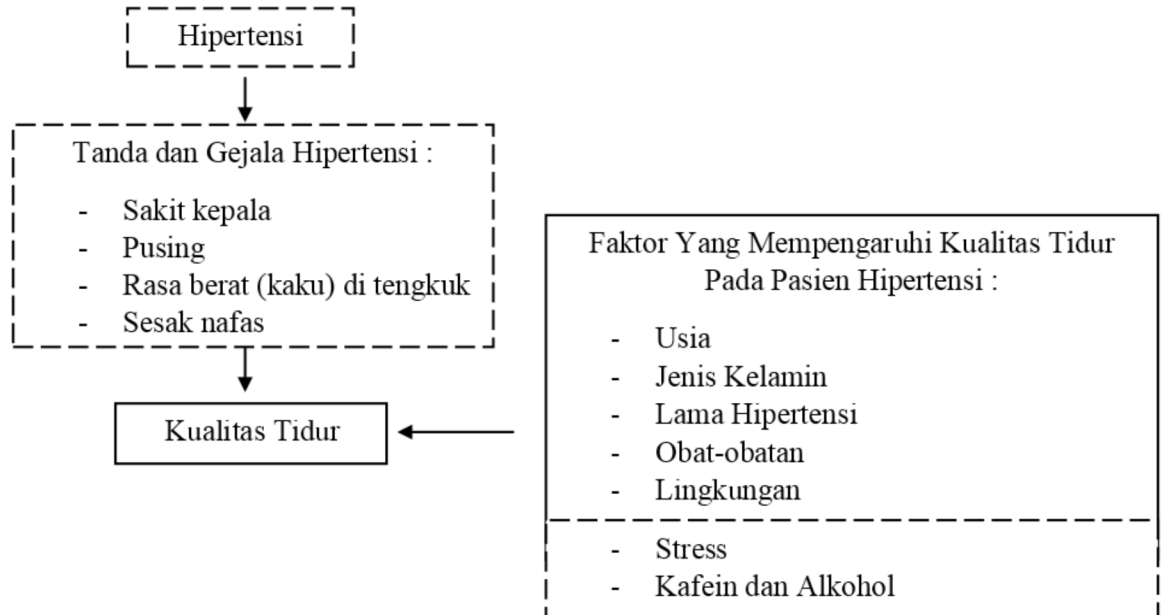 Hipertensi
Tanda dan Gejala Hipertensi :
- Sakit kepala
- Pusing
- Rasa berat (kaku) di tengkuk
- Sesak nafas
Kualitas Tidur
Faktor Yang Mempengaruhi Kualitas Tidur
Pada Pasien Hipertensi :
- Usia
- Jenis Kelamin
- Lama Hipertensi
- Obat-obatan
- Lingkungan
- Stress
- Kafein dan Alkohol